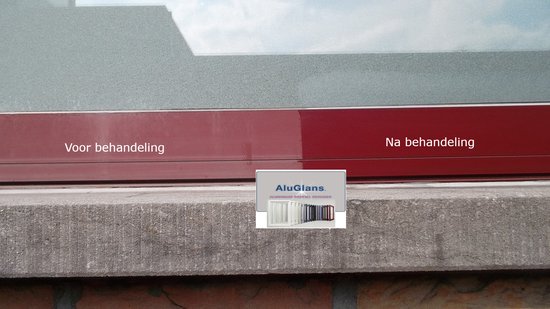 Voor behandeling
Na behandeling
AluGlans